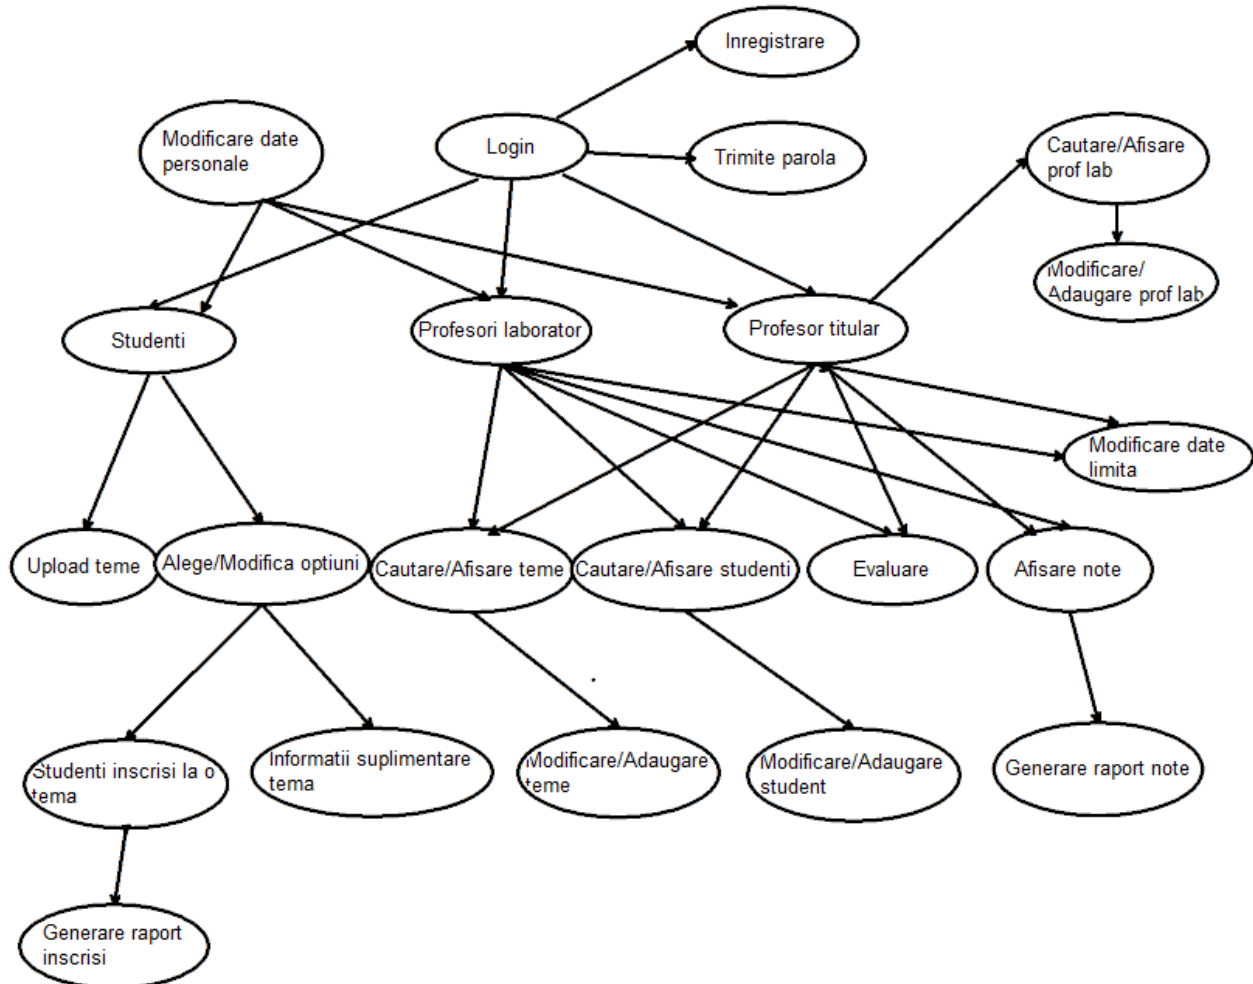 Inregistrare
Modificare date
personale
Login
Trimite parola
Cautare/Afisare
prof lab
Modificare/
Adaugare prof lab
Studenti
Profesori laborator
Profesor titular
Modificare date
limita
Upload teme
Alege/Modifica optiuni
Cautare/Afisare teme
Cautare/Afisare studenti
Evaluare
Afisare note
Studenti inscrisi la o
tema
Informatii suplimentare
tema
Modificare/Adaugare
teme
Modificare/Adaugare
student
Generare raport note
Generare raport
inscrisi